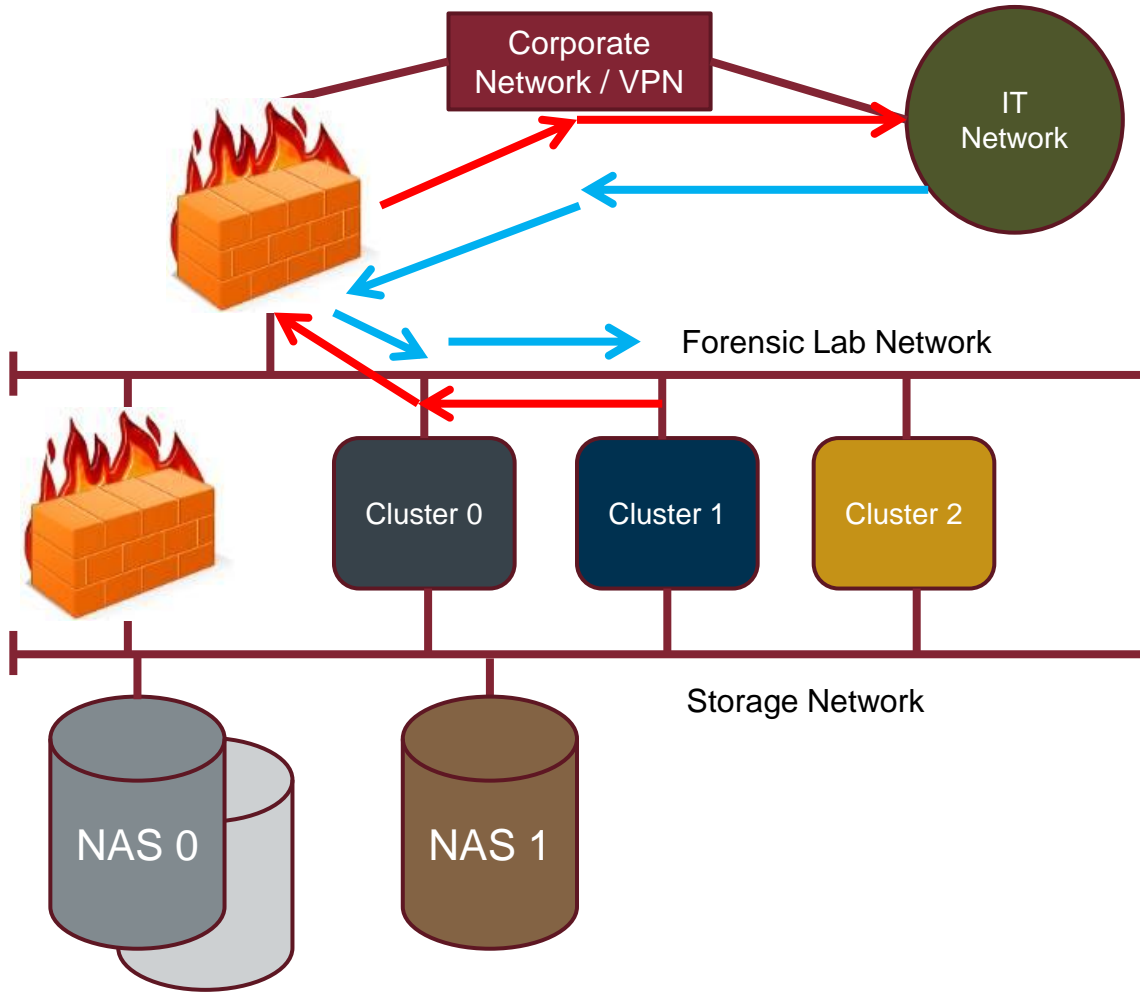 Corporate
Network / VPN
IT
Network
Forensic Lab Network
Cluster 0
Cluster 1
Cluster 2
Storage Network
NAS 0
NAS 1